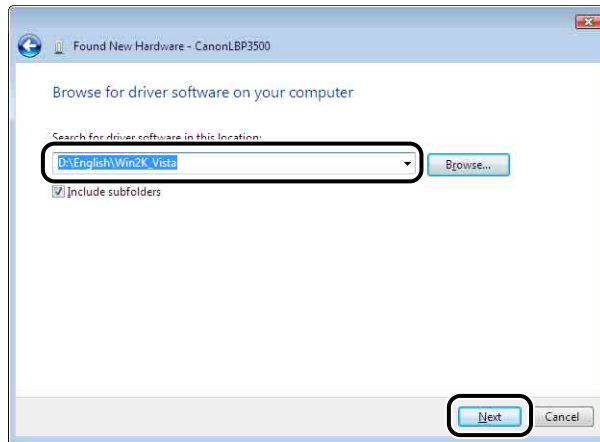 Found New Hardware - CanonLBP3500
Browse for driver software on your computer
Search for driver software in this location:
D:\English\Win2K_Vista
Browse...
Include subfolders
Next Cancel